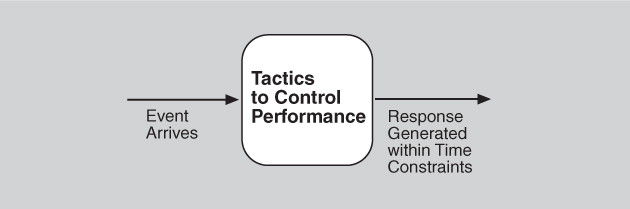 Event
Arrives
Tactics
to Control
Performance
Response
Generated
within Time
Constraints